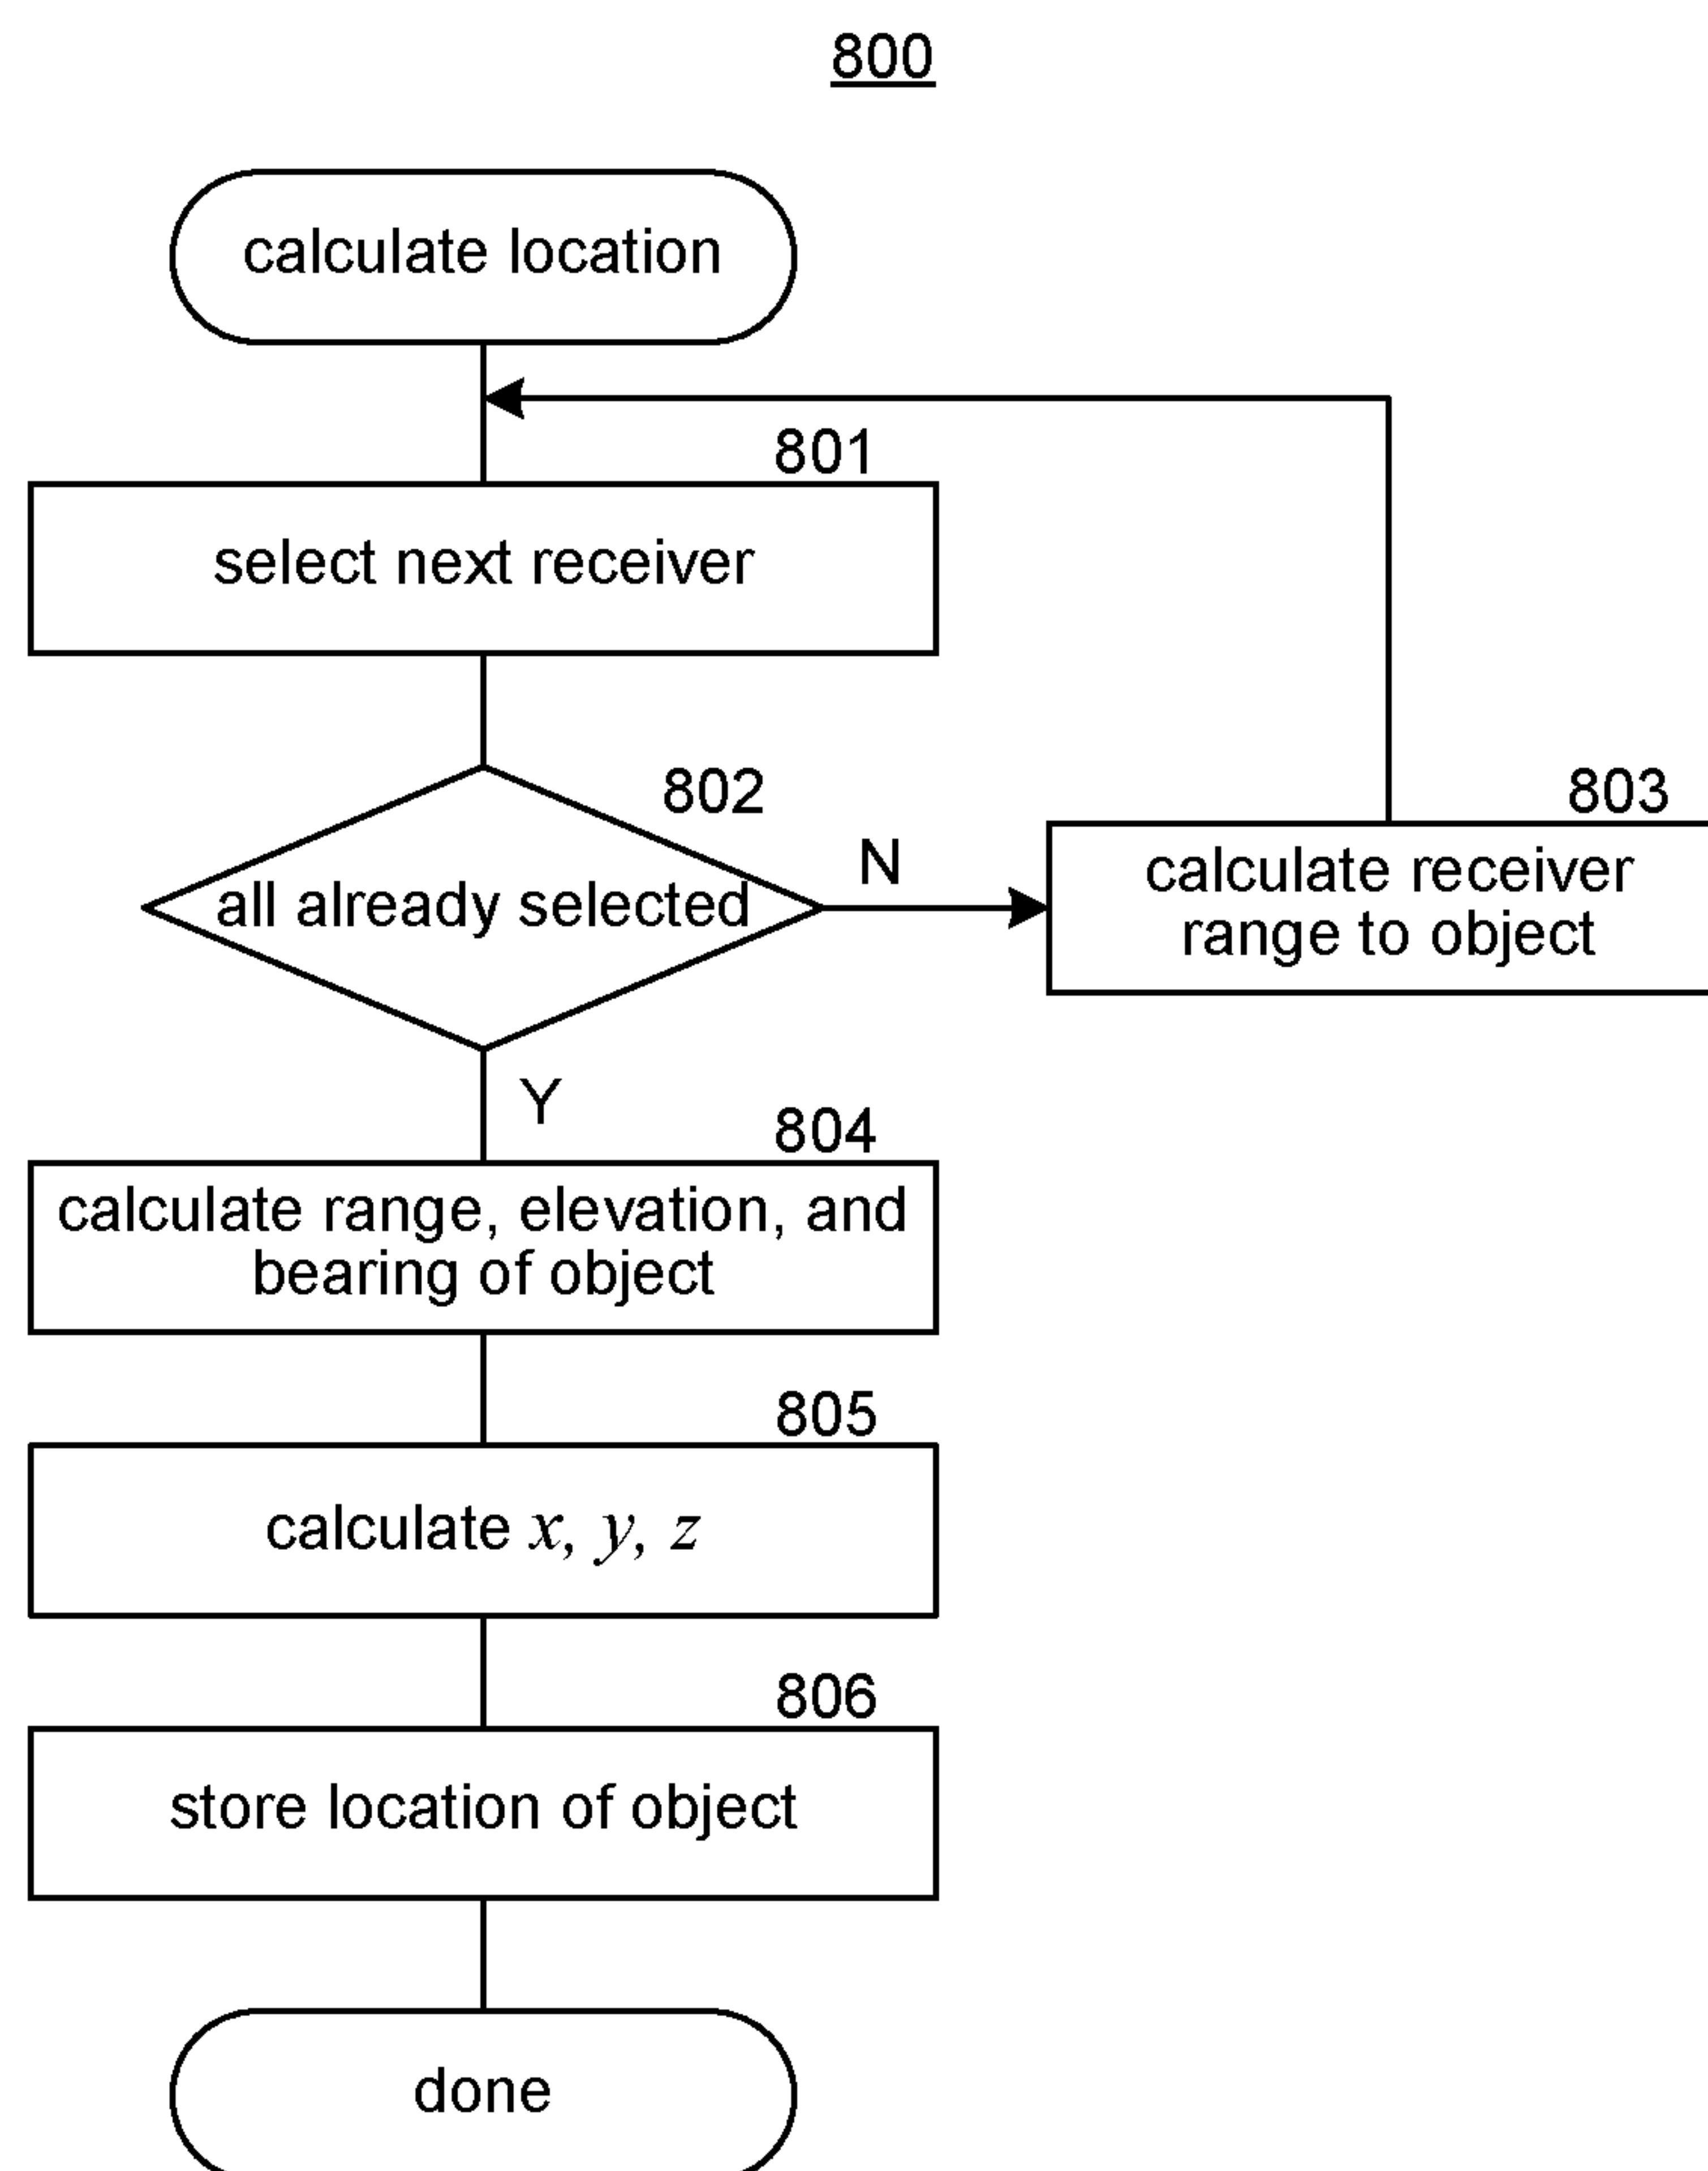 800
calculate location
801
select next receiver
802
all already selected
N
803
calculate receiver
range to object
Y
804
calculate range, elevation, and
bearing of object
805
calculate x, y, z
806
store location of object
done